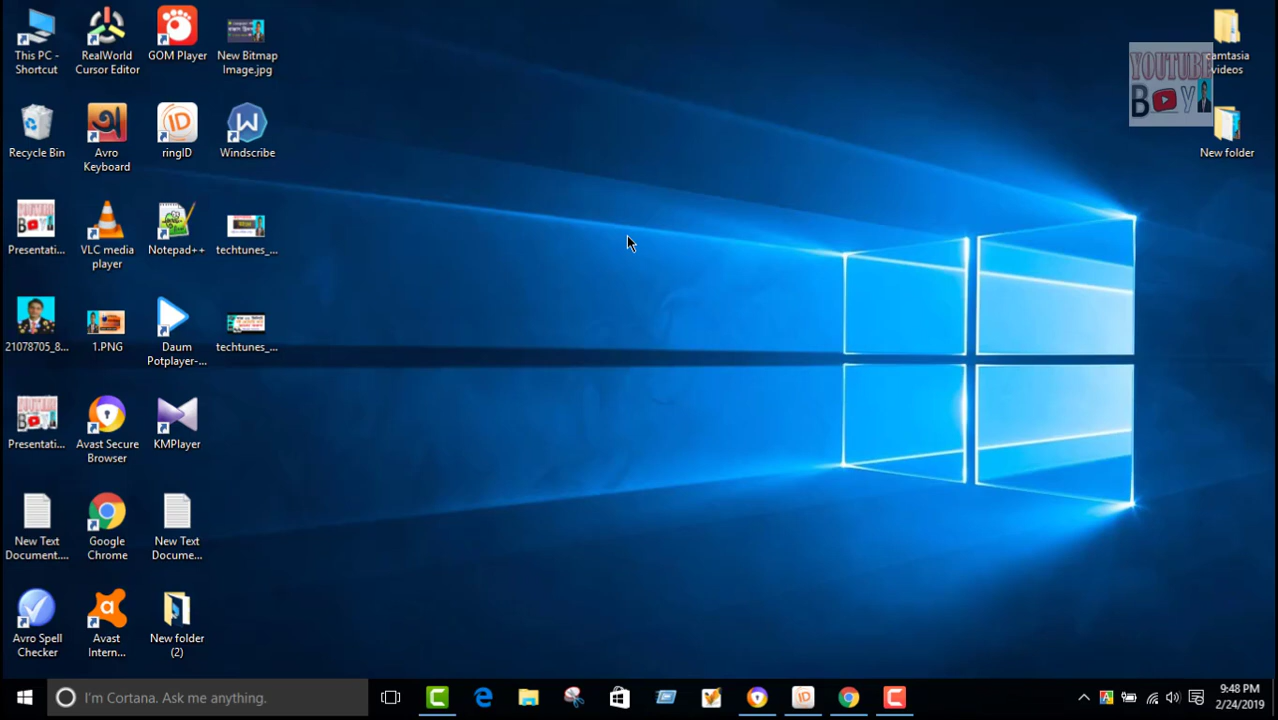 This PC -
Shortcut
RealWorld
Cursor Editor
GOM Player
New Bitmap
Image.jpg
camtasia
videos
YOUTUBE
BOY
Recycle Bin
Avro
Keyboard
ringID
Windscribe
New folder
Presentati...
VLC media
player
Notepad++
techtunes_...
21078705_8...
1.PNG
Daum
Potplayer-...
techtunes_...
Presentati...
Avast Secure
Browser
KMPlayer
New Text
Document....
Google
Chrome
New Text
Docume...
Avro Spell
Checker
Avast
Intern...
New folder
(2)
I'm Cortana. Ask me anything.
9:48 PM
2/24/2019